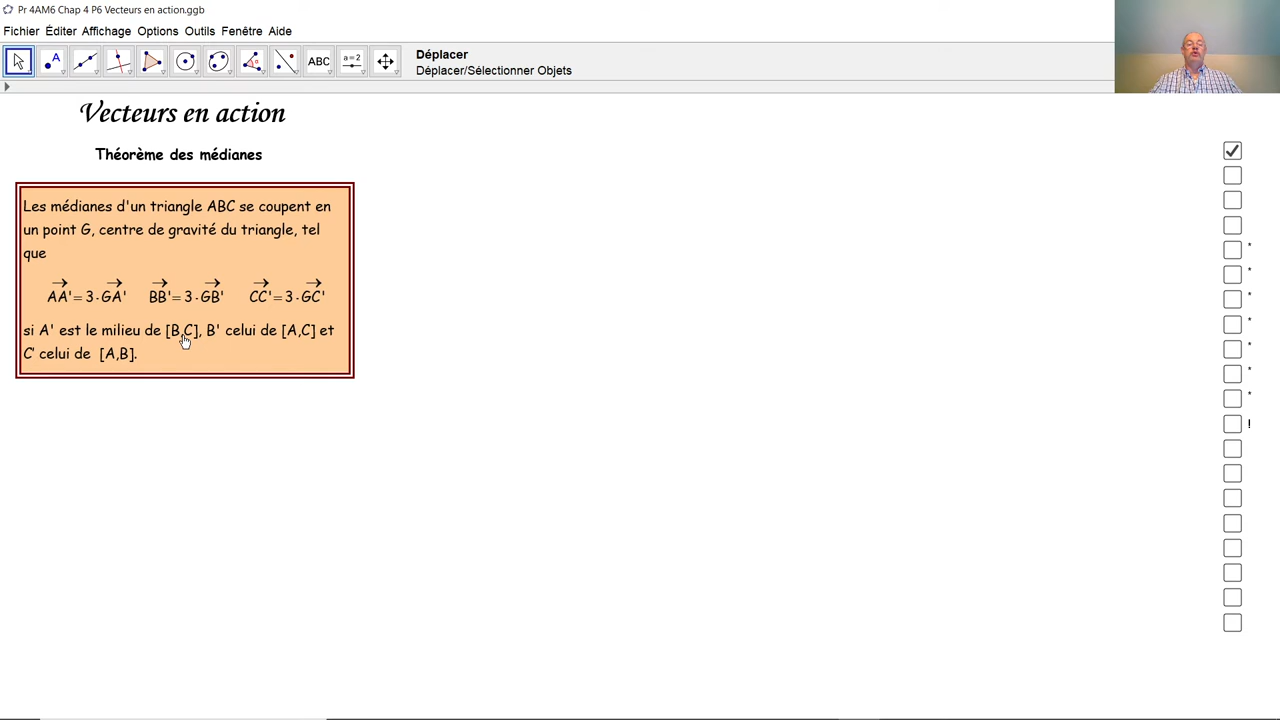 Pr 4AM6 Chap 4 P6 Vecteurs en action.ggb
Fichier Éditer Affichage Options Outils Fenêtre Aide
A
ABC
a=2
Déplacer
Déplacer/Sélectionner Objets
Vecteurs en action
Théorème des médianes
Les médianes d'un triangle ABC se coupent en
un point G, centre de gravité du triangle, tel
que
AA'= 3·GA' BB'= 3·GB' CC'= 3·GC'
si A' est le milieu de [B,C], B' celui de [A,C] et
C' celui de [A,B].
*
*
*
*
*
*
*
!